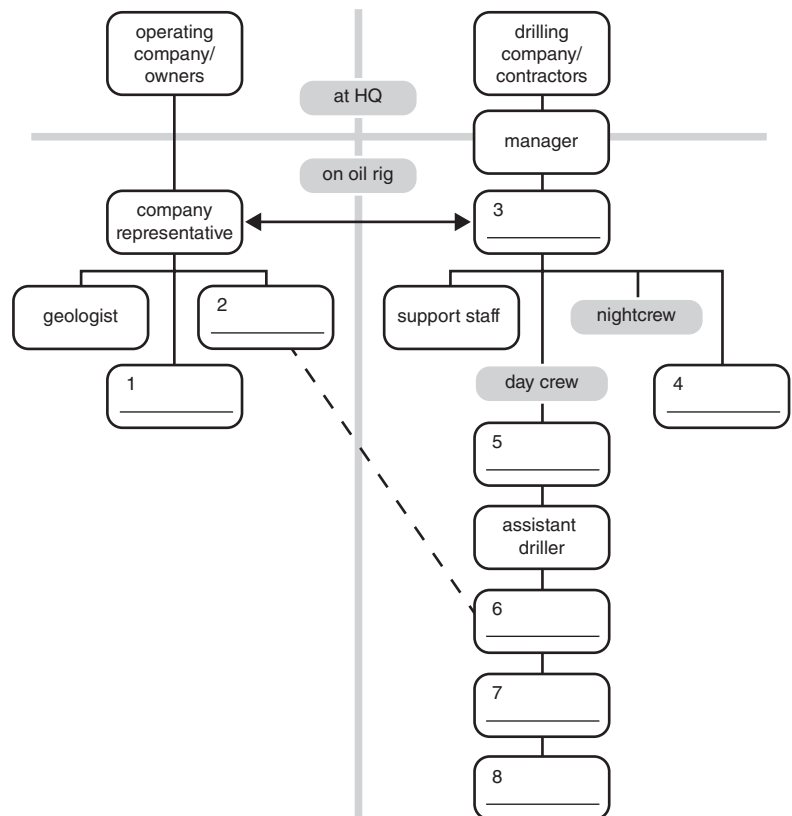 operating
company/
owners
drilling
company/
contractors
at HQ
manager
on oil rig
company
representative
3
geologist
2
support staff
nightcrew
1
day crew
4
5
assistant
driller
6
7
8